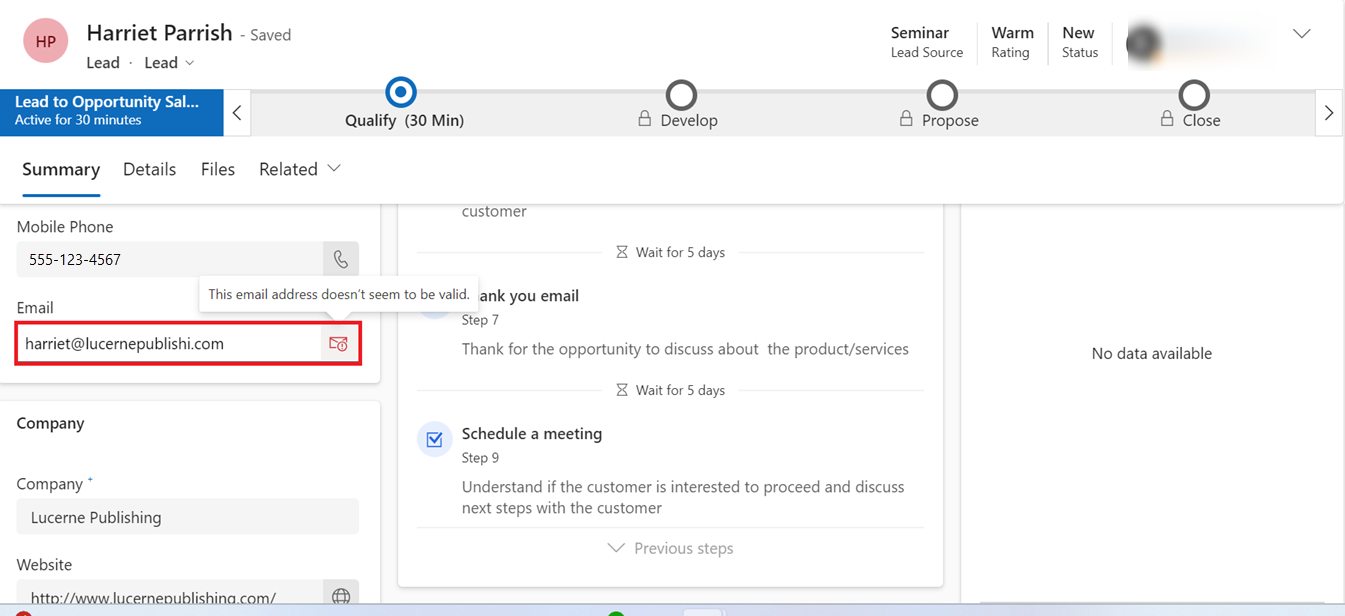 HP
Harriet Parrish - Saved
Lead · Lead
Seminar
Lead Source
Warm
Rating
New
Status
Lead to Opportunity Sal...
Active for 30 minutes
Qualify (30 Min)
Develop
Propose
Close
Summary Details Files Related
Mobile Phone
555-123-4567
This email address doesn't seem to be valid.
Email
harriet@lucernepublishi.com
Company
Company *
Lucerne Publishing
Website
http://www.lucernepublishing.com/
customer
Wait for 5 days
ank you email
Step 7
Thank for the opportunity to discuss about the product/services
Wait for 5 days
Schedule a meeting
Step 9
Understand if the customer is interested to proceed and discuss
next steps with the customer
Previous steps
No data available